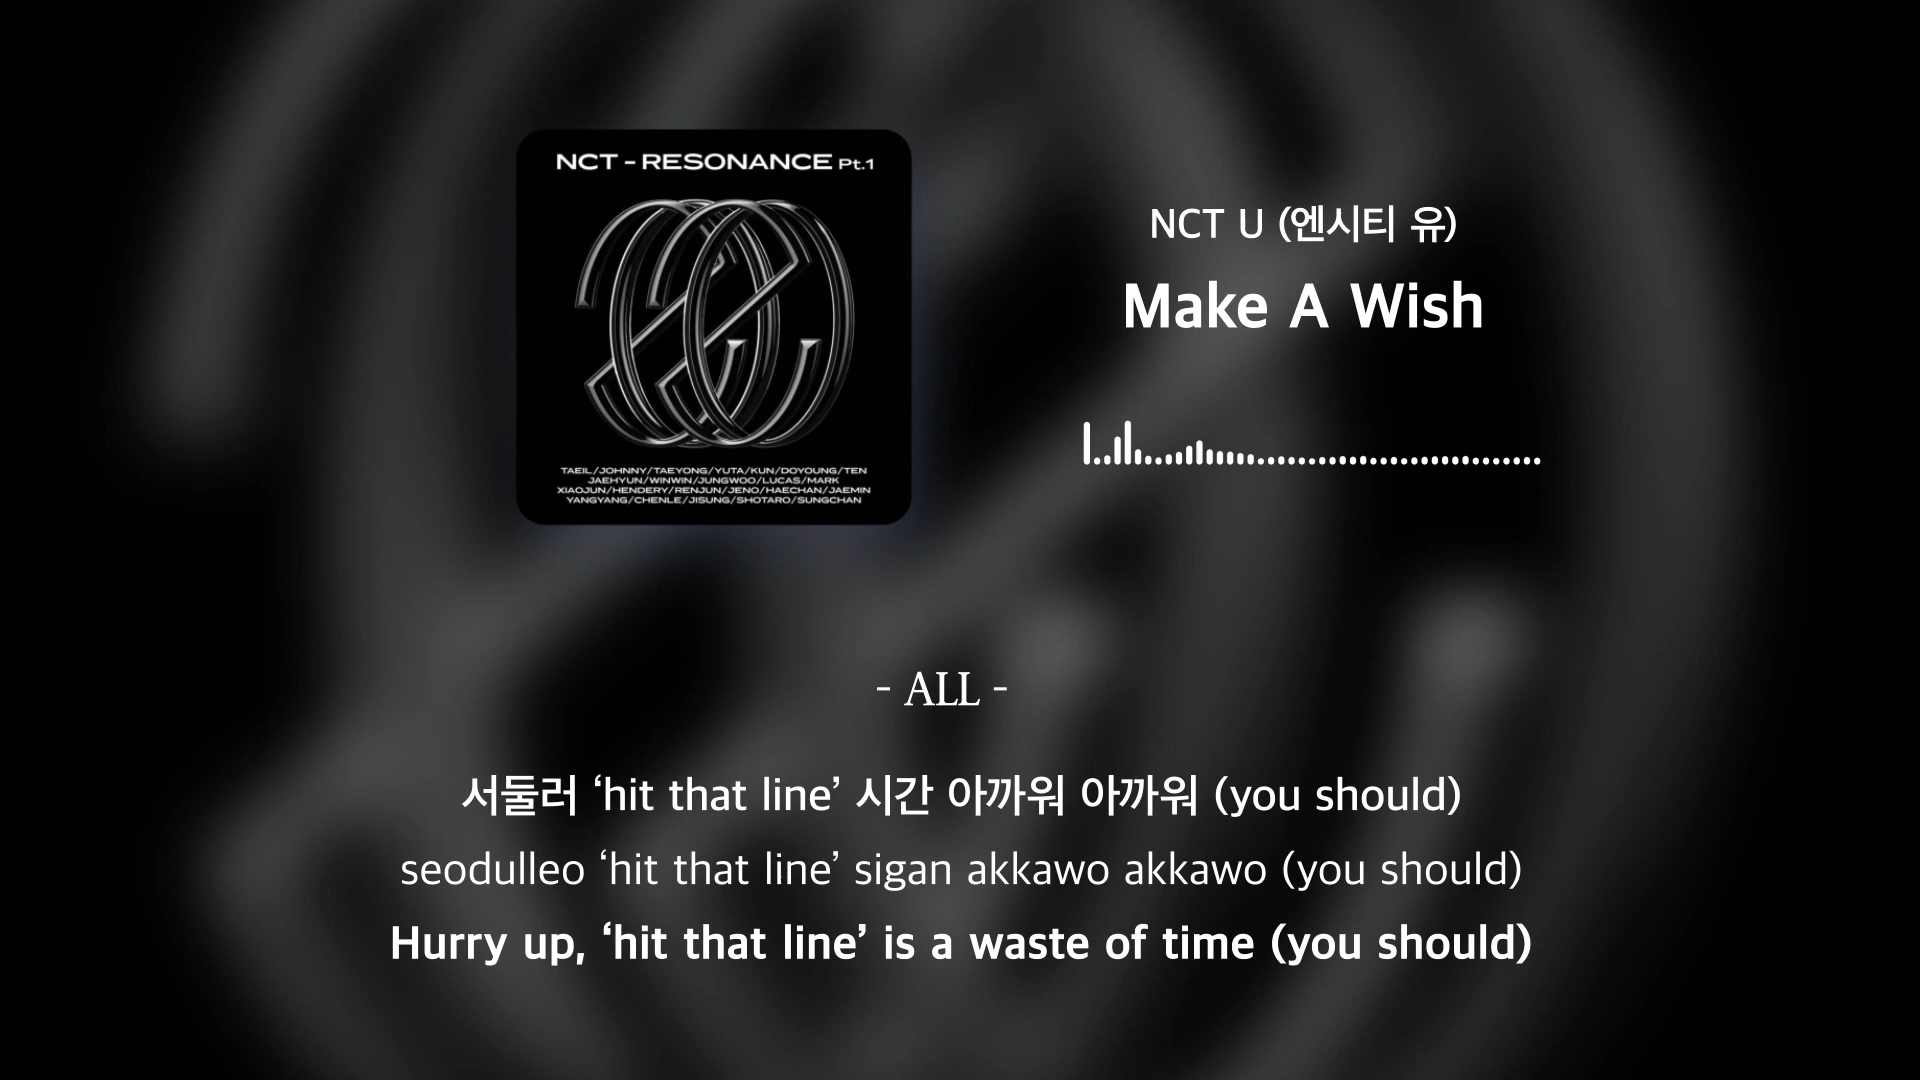 NCT - RESONANCE Pt.1
TAEIL/JOHNNY/TAEYONG/YUTA/KUN/DOYOUNG/TEN
JAEHYUN/WINWIN/JUNGWOO/LUCAS/MARK
XIAOJUN/HENDERY/RENJUN/JENO/HAECHAN/JAEMIN
YANGYANG/CHENLE/JISUNG/SHOTARO/SUNGCHAN
NCT U (엔시티 유)
Make A Wish
- ALL -
서둘러 ‘hit that line’ 시간 아까워 아까워 (you should)
seodulleo ‘hit that line’ sigan akkawo akkawo (you should)
Hurry up, ‘hit that line’ is a waste of time (you should)